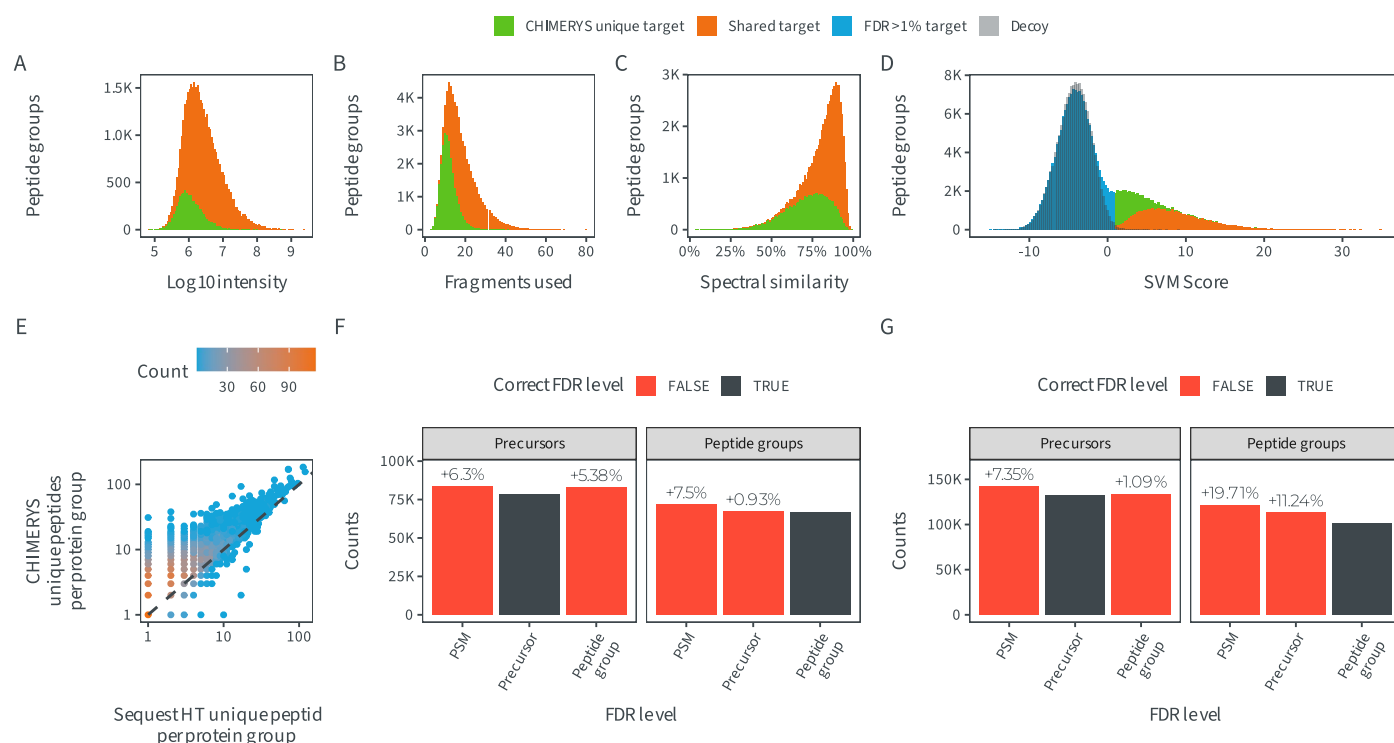 CHIMERYS unique target Shared target FDR>1% target Decoy
A
Peptide groups
1.5K
1.0K
500
0
5 6 7 8 9
Log10 intensity
B
Peptide groups
4K
3K
2K
1K
0
0 20 40 60 80
Fragments used
C
Peptide groups
3K
2K
1K
0
0% 25% 50% 75% 100%
Spectral similarity
D
Peptide groups
8K
6K
4K
2K
0
-10 0 10 20 30
SVM Score
E
Count
30 60 90
CHIMERYS
unique peptides
per protein group
100
10
1
1 10 100
Sequest HT unique peptid
per protein group
F
Correct FDR level FALSE TRUE
Precursors Peptide groups
Counts
100K
75K
50K
25K
0
+6.3% +5.38% +7.5% +0.93%
PSM Precursor Peptide group PSM Precursor Peptide group
FDR level
G
Correct FDR level FALSE TRUE
Precursors Peptide groups
Counts
150K
100K
50K
0
+7.35% +1.09% +19.71% +11.24%
PSM Precursor Peptide group PSM Precursor Peptide group
FDR level